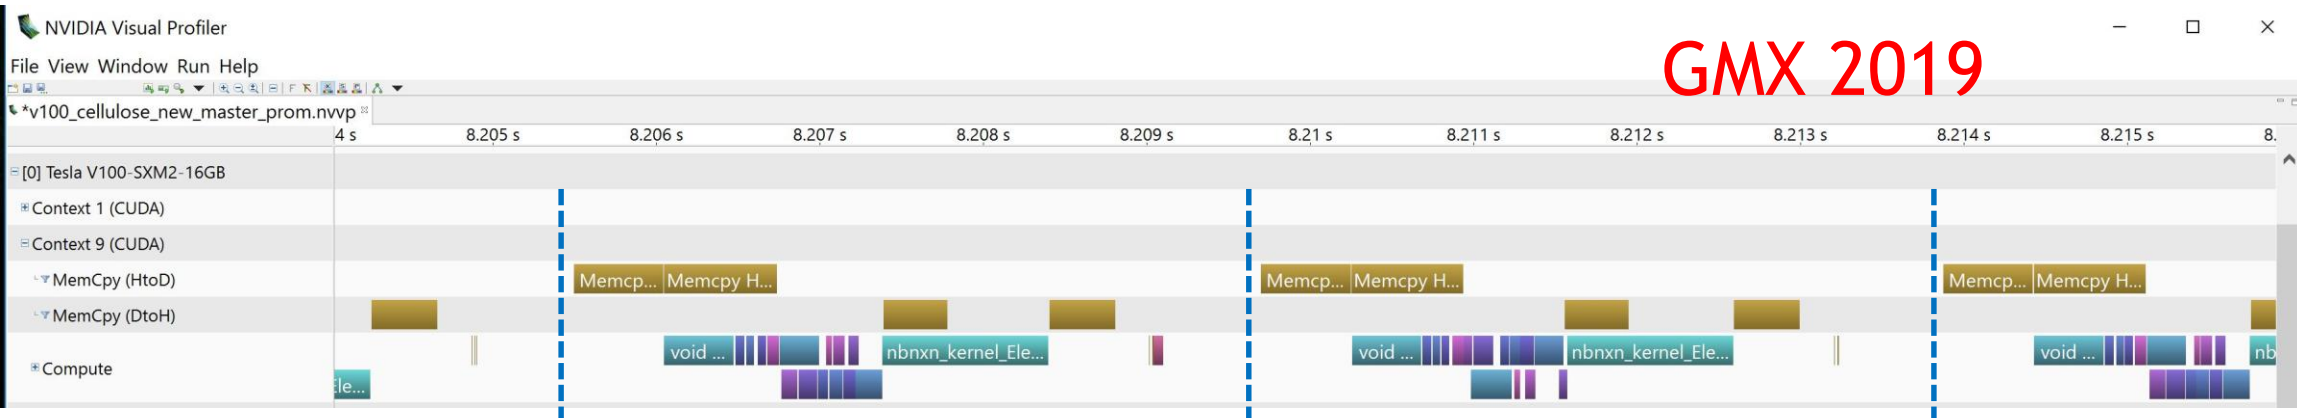 NVIDIA Visual Profiler
GMX 2019
File View Window Run Help
*v100_cellulose_new_master_prom.nvvp
4 s 8.205 s 8.206 s 8.207 s 8.208 s 8.209 s 8.21 s 8.211 s 8.212 s 8.213 s 8.214 s 8.215 s 8.
[0] Tesla V100-SXM2-16GB
Context 1 (CUDA)
Context 9 (CUDA)
MemCpy (HtoD) Memcp... Memcpy H... Memcp... Memcpy H... Memcp... Memcpy H...
MemCpy (DtoH)
void ... nbnxn_kernel_Ele... void ... nbnxn_kernel_Ele... void ... nb
Compute
Ele...